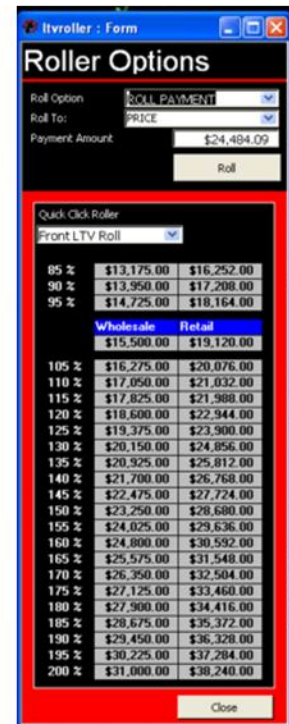 ltvroller : Form
Roller Options
Roll Option ROLL PAYMENT
Roll To: PRICE
Payment Amount $24,484.09
Roll
Quick Click Roller
Front LTV Roll
85 % $13,175.00 $16,252.00
90 % $13,950.00 $17,208.00
95 % $14,725.00 $18,164.00
Wholesale Retail
$15,500.00 $19,120.00
105 % $16,275.00 $20,076.00
110 % $17,050.00 $21,032.00
115 % $17,825.00 $21,988.00
120 % $18,600.00 $22,944.00
125 % $19,375.00 $23,900.00
130 % $20,150.00 $24,856.00
135 % $20,925.00 $25,812.00
140 % $21,700.00 $26,768.00
145 % $22,475.00 $27,724.00
150 % $23,250.00 $28,680.00
155 % $24,025.00 $29,636.00
160 % $24,800.00 $30,592.00
165 % $25,575.00 $31,548.00
170 % $26,350.00 $32,504.00
175 % $27,125.00 $33,460.00
180 % $27,900.00 $34,416.00
185 % $28,675.00 $35,372.00
190 % $29,450.00 $36,328.00
195 % $30,225.00 $37,284.00
200 % $31,000.00 $38,240.00
Close